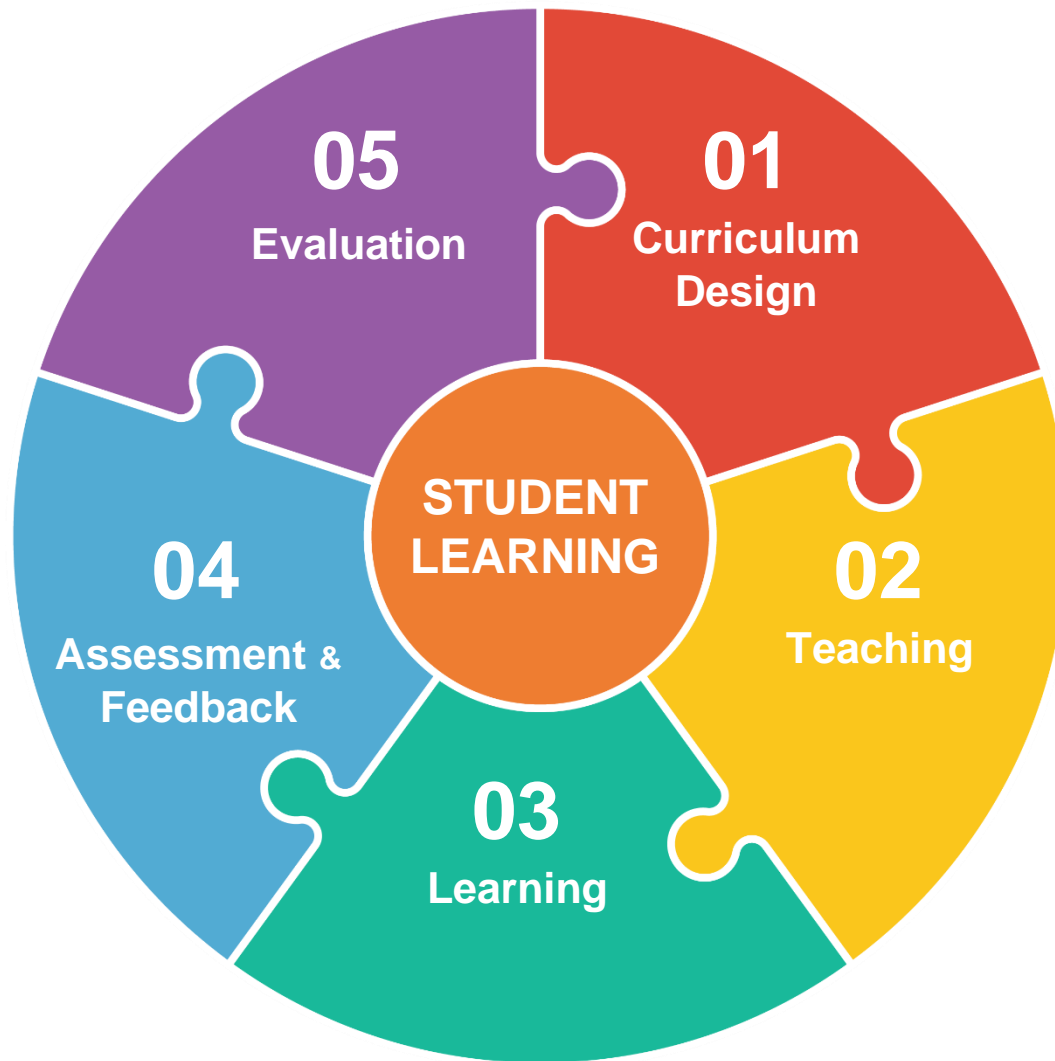 01
Curriculum
Design
02
Teaching
03
Learning
04
Assessment &
Feedback
05
Evaluation
STUDENT
LEARNING